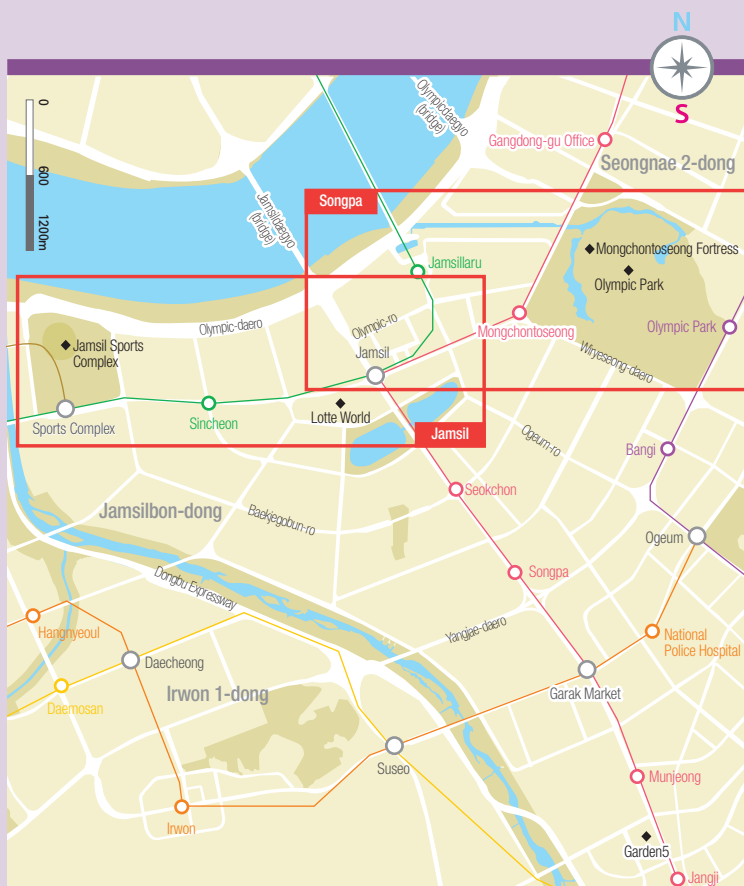 N
S
0
600
1200m
Olympicdaegyo
(bridge)
Gangdong-gu Office
Seongnae 2-dong
Songpa
Jamsildaegyo
(bridge)
Mongchontoseong Fortress
Jamsillaru
Olympic Park
Olympic-daero
Olympic-ro
Mongchontoseong
Olympic Park
Jamsil Sports
Complex
Jamsil
Wiryeseong-daero
Lotte World
Sports Complex
Sincheon
Jamsil
Ogeum-ro
Bangi
Seokchon
Jamsilbon-dong
Baekjegobun-ro
Ogeum
Songpa
Dongbu Expressway
Hangnyeoul
Yangjae-daero
National
Police Hospital
Daecheong
Irwon 1-dong
Garak Market
Daemosan
Suseo
Munjeong
Irwon
Garden5
Jangji